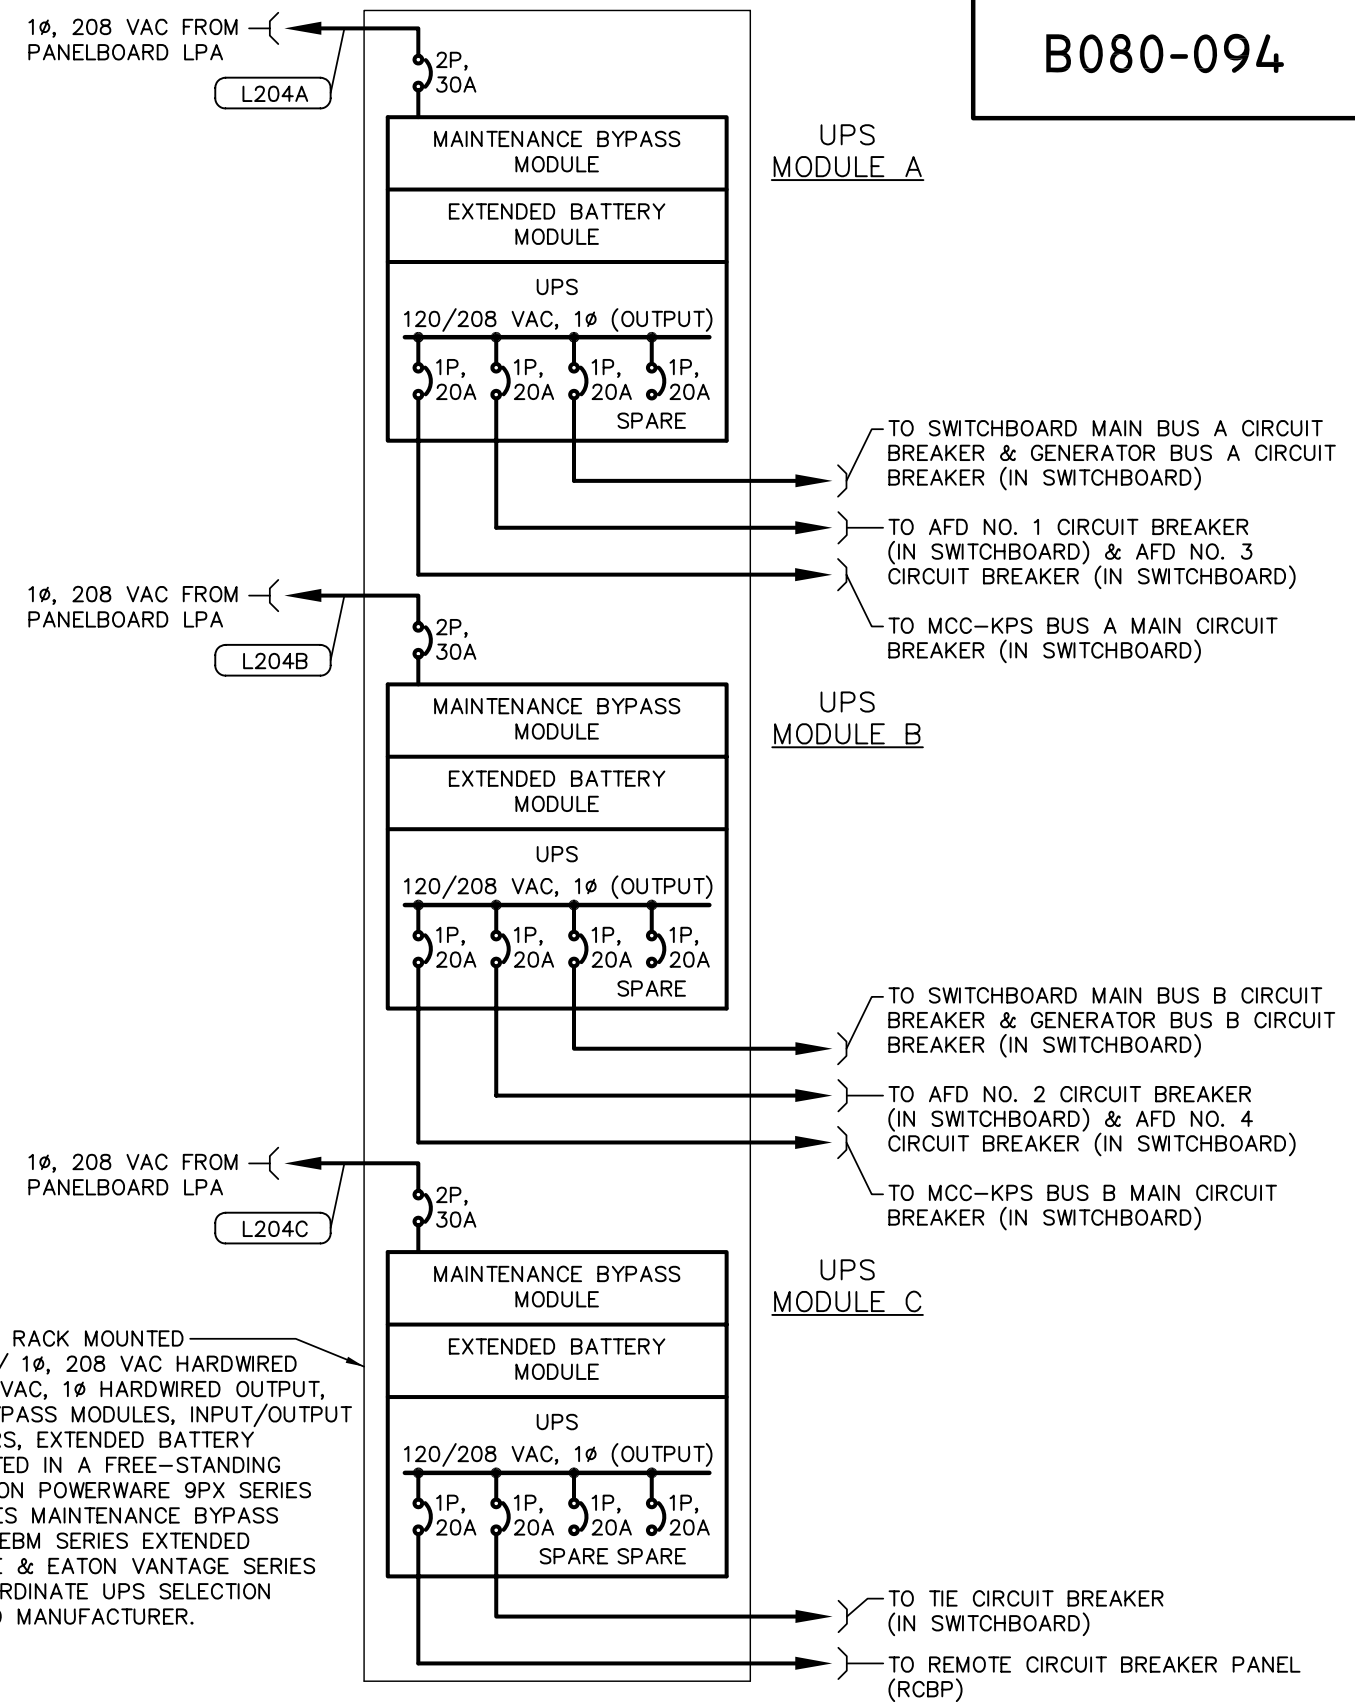 B080-094
1ø, 208 VAC FROM
PANELBOARD LPA
L204A
2P,
30A
MAINTENANCE BYPASS
MODULE
EXTENDED BATTERY
MODULE
UPS
120/208 VAC, 1ø (OUTPUT)
1P,
20A
1P,
20A
1P,
20A
1P,
20A
SPARE
UPS
MODULE A
TO SWITCHBOARD MAIN BUS A CIRCUIT
BREAKER & GENERATOR BUS A CIRCUIT
BREAKER (IN SWITCHBOARD)
TO AFD NO. 1 CIRCUIT BREAKER
(IN SWITCHBOARD) & AFD NO. 3
CIRCUIT BREAKER (IN SWITCHBOARD)
TO MCC-KPS BUS A MAIN CIRCUIT
BREAKER (IN SWITCHBOARD)
1ø, 208 VAC FROM
PANELBOARD LPA
L204B
2P,
30A
MAINTENANCE BYPASS
MODULE
EXTENDED BATTERY
MODULE
UPS
120/208 VAC, 1ø (OUTPUT)
1P,
20A
1P,
20A
1P,
20A
1P,
20A
SPARE
UPS
MODULE B
TO SWITCHBOARD MAIN BUS B CIRCUIT
BREAKER & GENERATOR BUS B CIRCUIT
BREAKER (IN SWITCHBOARD)
TO AFD NO. 2 CIRCUIT BREAKER
(IN SWITCHBOARD) & AFD NO. 4
CIRCUIT BREAKER (IN SWITCHBOARD)
TO MCC-KPS BUS B MAIN CIRCUIT
BREAKER (IN SWITCHBOARD)
1ø, 208 VAC FROM
PANELBOARD LPA
L204C
2P,
30A
MAINTENANCE BYPASS
MODULE
EXTENDED BATTERY
MODULE
UPS
120/208 VAC, 1ø (OUTPUT)
1P,
20A
1P,
20A
1P,
20A
1P,
20A
SPARE SPARE
UPS
MODULE C
TO TIE CIRCUIT BREAKER
(IN SWITCHBOARD)
TO REMOTE CIRCUIT BREAKER PANEL
(RCBP)
RACK MOUNTED
/ 1ø, 208 VAC HARDWIRED
VAC, 1ø HARDWIRED OUTPUT,
PASS MODULES, INPUT/OUTPUT
RS, EXTENDED BATTERY
TED IN A FREE-STANDING
ON POWERWARE 9PX SERIES
ES MAINTENANCE BYPASS
EBM SERIES EXTENDED
E & EATON VANTAGE SERIES
RDINATE UPS SELECTION
MANUFACTURER.